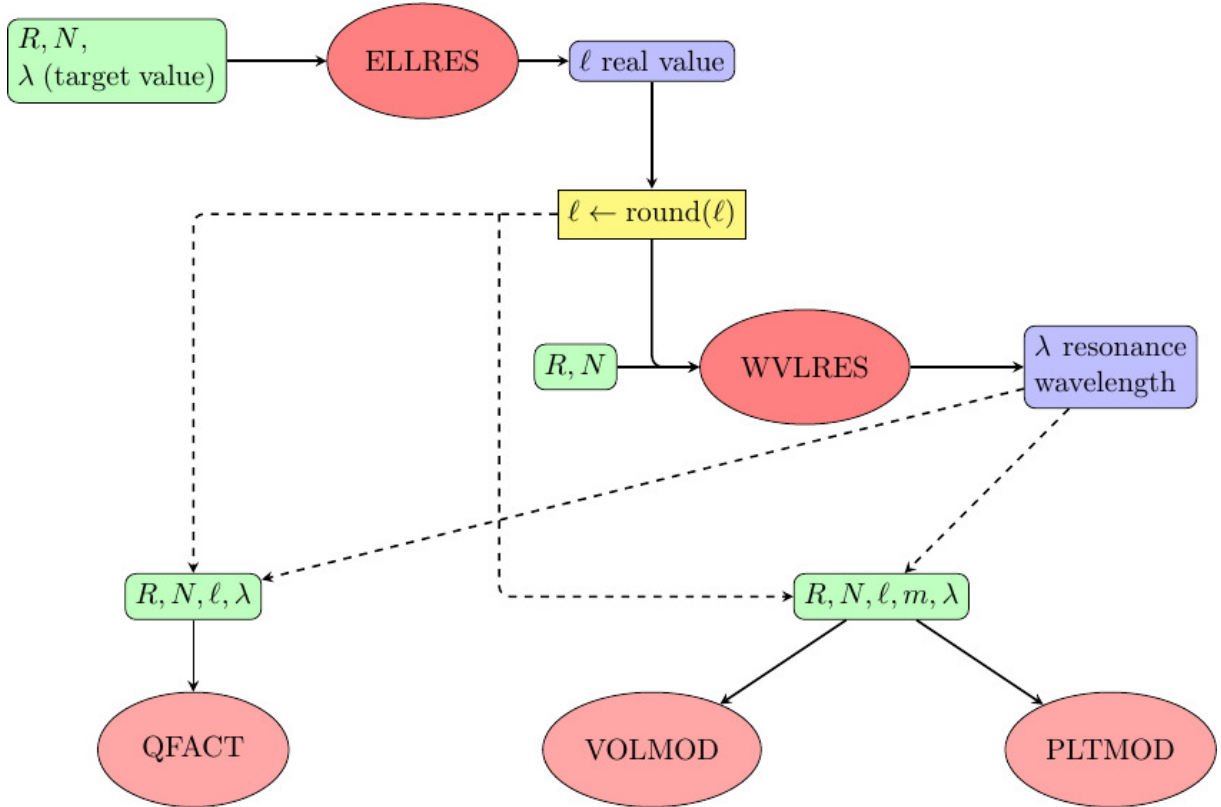 R, N,
λ (target value)
ELLRES
ℓ real value
ℓ ← round(ℓ)
R, N
WVLRES
λ resonance
wavelength
R, N, ℓ, λ
R, N, ℓ, m, λ
QFACT
VOLMOD
PLTMOD